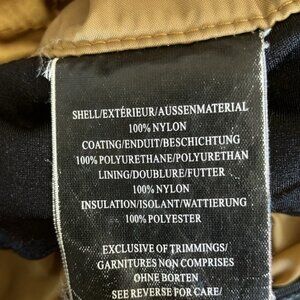 SHELL/EXTÉRIEUR/AUSSENMATERIAL
100% NYLON
COATING/ENDUIT/BESCHICHTUNG
100% POLYURETHANE/POLYURETHAN
LINING/DOUBLURE/FUTTER
100% NYLON
INSULATION/ISOLANT/WATTIERUNG
100% POLYESTER
EXCLUSIVE OF TRIMMINGS/
GARNITURES NON COMPRISES
OHNE BORTEN
SEE REVERSE FOR CARE/